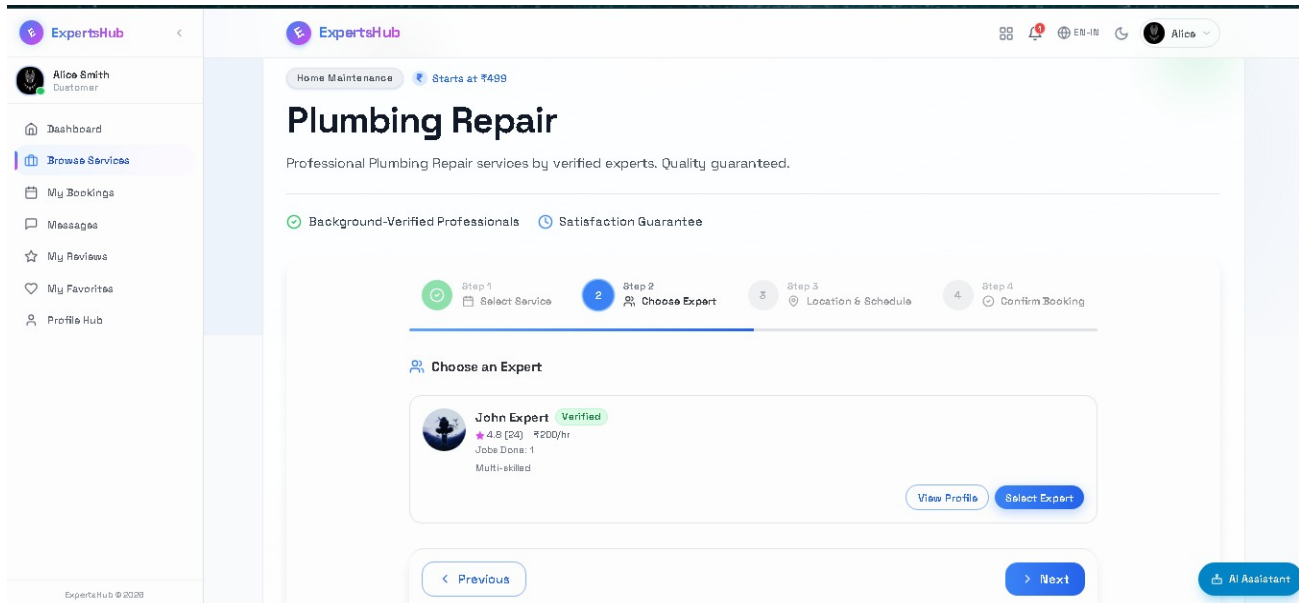 ExpertsHub
Alice Smith
Customer
Dashboard
Browse Services
My Bookings
Messages
My Reviews
My Favorites
Profile Hub
ExpertsHub © 2026
ExpertsHub
1
EN-IN
Alice
Home Maintenance
₹ Starts at ₹499
Plumbing Repair
Professional Plumbing Repair services by verified experts. Quality guaranteed.
Background-Verified Professionals
Satisfaction Guarantee
Step 1
Select Service
2
Step 2
Choose Expert
3
Step 3
Location & Schedule
4
Step 4
Confirm Booking
Choose an Expert
John Expert Verified
4.8 (24) ₹200/hr
Jobs Done: 1
Multi-skilled
View Profile
Select Expert
Previous
Next
AI Assistant